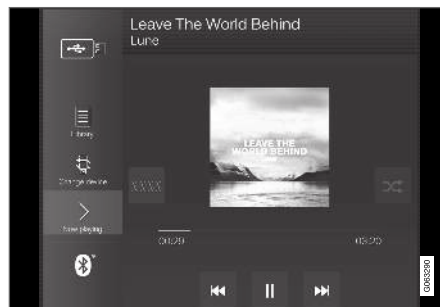 Leave The World Behind
Lune
Library
LEAVE THE
WORLD BEHIND
Change device
XXXX
Now playing
00:29
03:20
G063290